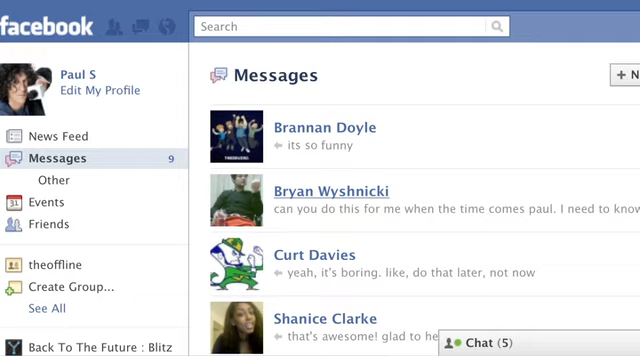 facebook
Search
Paul S
Edit My Profile
Messages
+ N
News Feed
Messages 9
Other
31
Events
Friends
theoffline
Create Group...
See All
Back To The Future : Blitz
Brannan Doyle
its so funny
Bryan Wyshnicki
can you do this for me when the time comes paul. I need to know
Curt Davies
yeah, it's boring. like, do that later, not now
Shanice Clarke
that's awesome! glad to he
Chat (5)